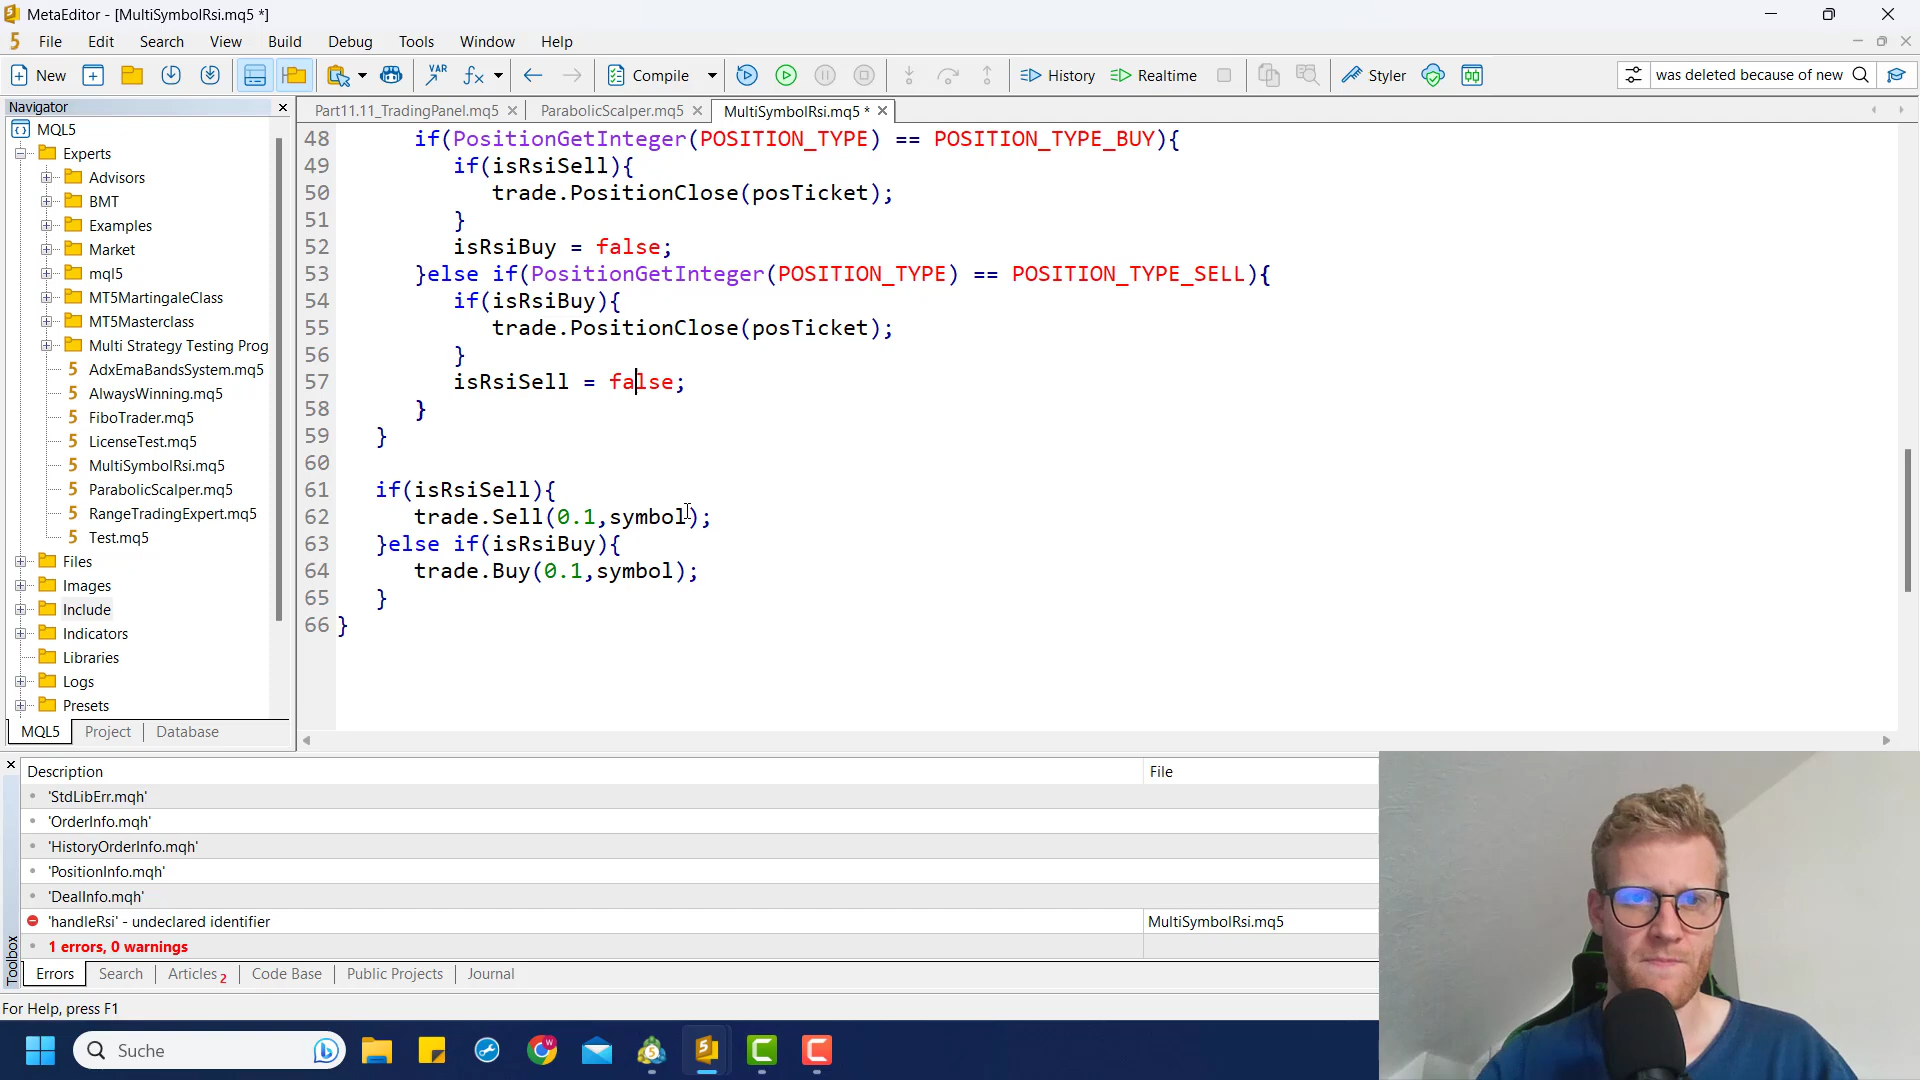 MetaEditor - [MultiSymbolRsi.mq5 *]
File Edit Search View Build Debug Tools Window Help
New Compile History Realtime Styler was deleted because of new
Navigator
Part11.11_TradingPanel.mq5 ParabolicScalper.mq5 MultiSymbolRsi.mq5 *
MQL5
Experts
Advisors
BMT
Examples
Market
mql5
MT5MartingaleClass
MT5Masterclass
Multi Strategy Testing Prog
AdxEmaBandsSystem.mq5
AlwaysWinning.mq5
FiboTrader.mq5
LicenseTest.mq5
MultiSymbolRsi.mq5
ParabolicScalper.mq5
RangeTradingExpert.mq5
Test.mq5
Files
Images
Include
Indicators
Libraries
Logs
Presets
MQL5 Project Database
48 if(PositionGetInteger(POSITION_TYPE) == POSITION_TYPE_BUY){
49 if(isRsiSell){
50 trade.PositionClose(posTicket);
51 }
52 isRsiBuy = false;
53 }else if(PositionGetInteger(POSITION_TYPE) == POSITION_TYPE_SELL){
54 if(isRsiBuy){
55 trade.PositionClose(posTicket);
56 }
57 isRsiSell = false;
58 }
59 }
60
61 if(isRsiSell){
62 trade.Sell(0.1,symbol);
63 }else if(isRsiBuy){
64 trade.Buy(0.1,symbol);
65 }
66 }
Description File
'StdLibErr.mqh'
'OrderInfo.mqh'
'HistoryOrderInfo.mqh'
'PositionInfo.mqh'
'DealInfo.mqh'
'handleRsi' - undeclared identifier MultiSymbolRsi.mq5
1 errors, 0 warnings
Toolbox
Errors Search Articles 2 Code Base Public Projects Journal
For Help, press F1
Suche